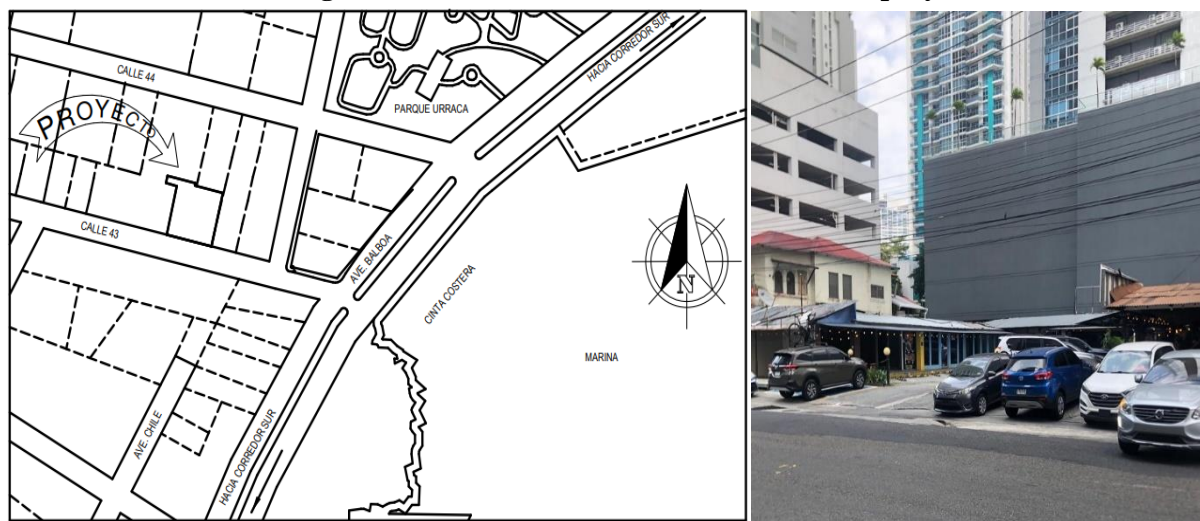 HACIA CORREDOR SUR
CALLE 44
PARQUE URRACA
PROYECTO
CALLE 43
AVE. BALBOA
CINTA COSTERA
N
MARINA
AVE. CHILE
HACIA CORREDOR SUR